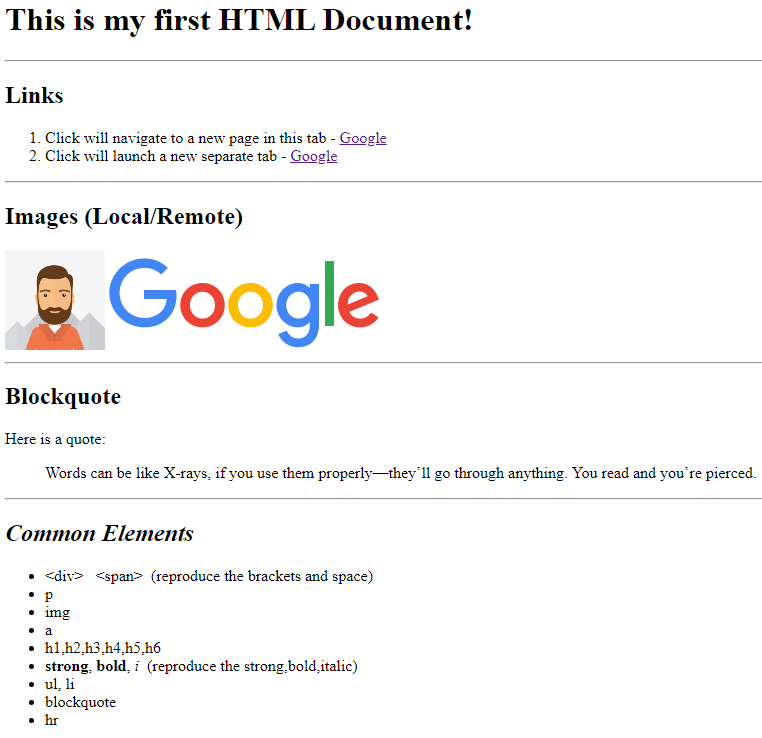 This is my first HTML Document!
Links
1. Click will navigate to a new page in this tab - Google
2. Click will launch a new separate tab - Google
Images (Local/Remote)
Google
Blockquote
Here is a quote:
Words can be like X-rays, if you use them properly—they’ll go through anything. You read and you’re pierced.
Common Elements
• <div>   <span>  (reproduce the brackets and space)
• p
• img
• a
• h1,h2,h3,h4,h5,h6
• strong, bold, i  (reproduce the strong,bold,italic)
• ul, li
• blockquote
• hr